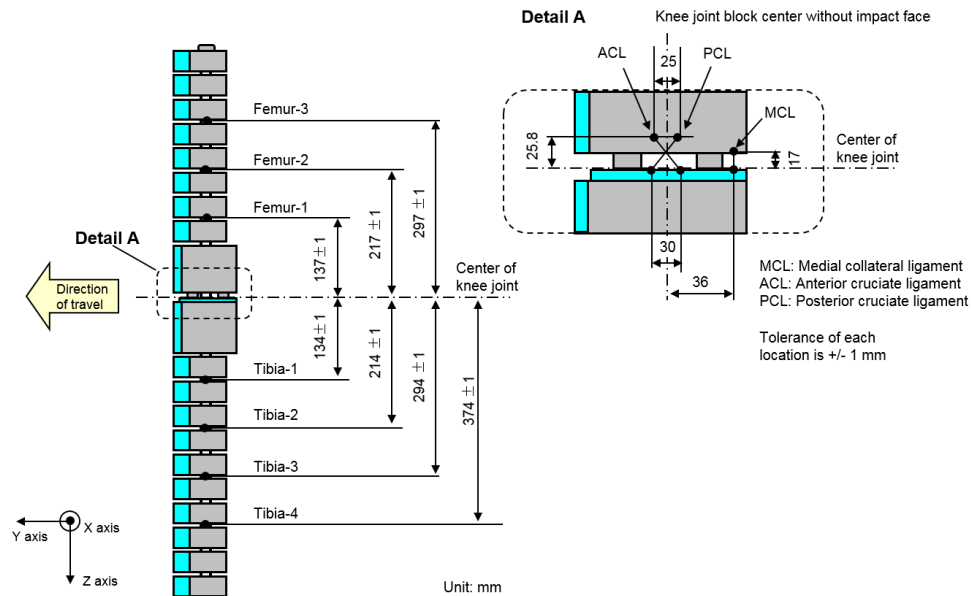 Detail A
Knee joint block center without impact face
ACL
25
PCL
MCL
25.8
17
Center of
knee joint
30
36
MCL: Medial collateral ligament
ACL: Anterior cruciate ligament
PCL: Posterior cruciate ligament
Tolerance of each
location is +/- 1 mm
Femur-3
Femur-2
Femur-1
137±1
217 ±1
297 ±1
Detail A
Direction
of travel
Center of
knee joint
134±1
214 ±1
294 ±1
374 ±1
Tibia-1
Tibia-2
Tibia-3
Tibia-4
X axis
Y axis
Z axis
Unit: mm